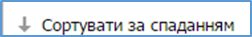 Сортувати за спаданням